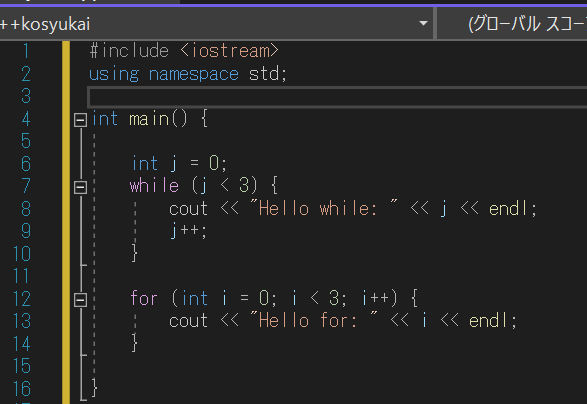 ++kosyukai (グローバル スコー
1 #include <iostream>
2 using namespace std;
3
4 int main() {
5
6 int j = 0;
7 while (j < 3) {
8 cout << "Hello while: " << j << endl;
9 j++;
10 }
11
12 for (int i = 0; i < 3; i++) {
13 cout << "Hello for: " << i << endl;
14 }
15
16 }